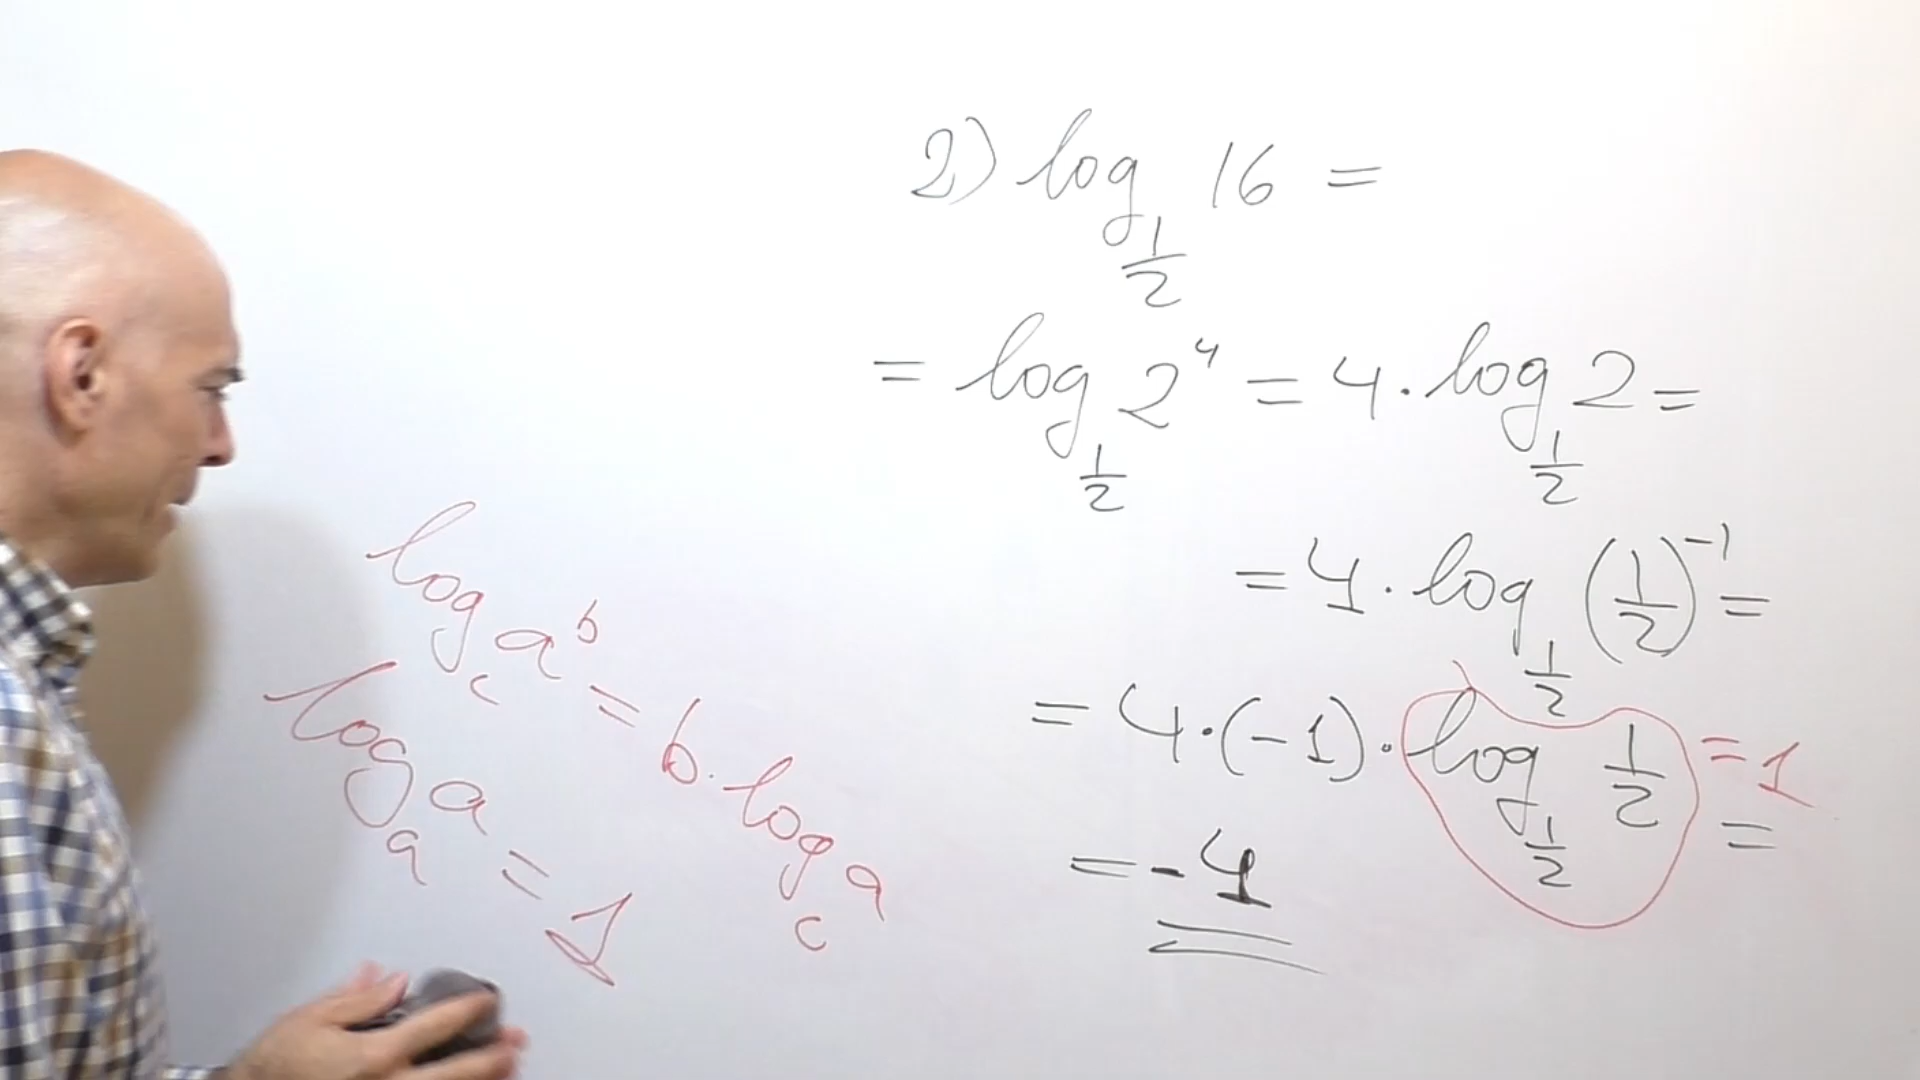 2) log_{1/2} 16 =
= log_{1/2} 2^4 = 4 · log_{1/2} 2 =
= 4 · log_{1/2} (1/2)^{-1} =
= 4 · (-1) · log_{1/2} 1/2 = 1
=
= -4
log_c a^b = b · log_c a
log_a a = 1